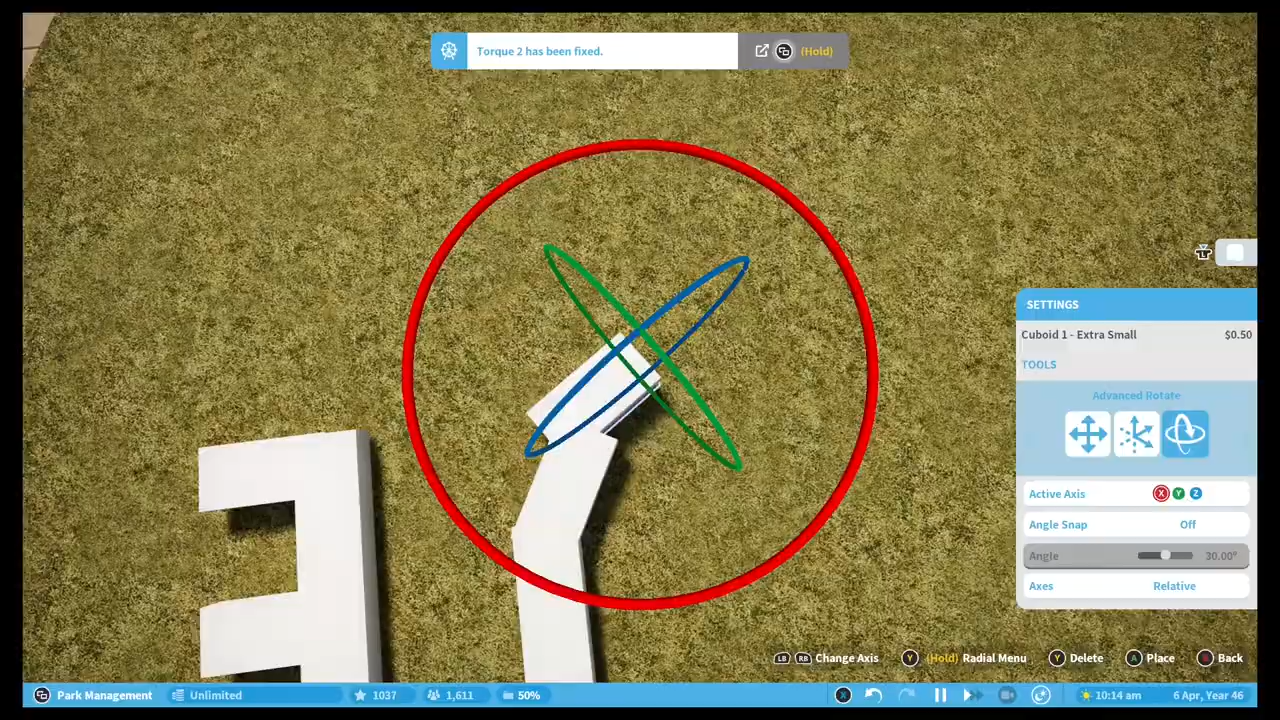 Torque 2 has been fixed.
(Hold)
SETTINGS
Cuboid 1 - Extra Small $0.50
TOOLS
Advanced Rotate
Active Axis X Y Z
Angle Snap Off
Angle 30.00°
Axes Relative
LB RB Change Axis Y (Hold) Radial Menu Y Delete A Place B Back
Park Management Unlimited 1037 1,611 50% X 10:14 am 6 Apr, Year 46